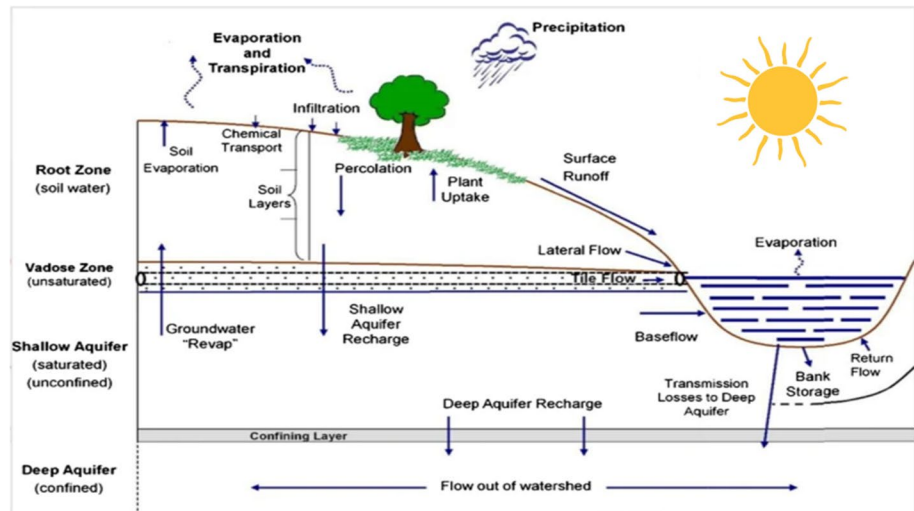 Evaporation
and
Transpiration
Precipitation
Infiltration
Chemical
Transport
Soil
Evaporation
Root Zone
(soil water)
Soil
Layers
Percolation
Plant
Uptake
Surface
Runoff
Lateral Flow
Evaporation
Vadose Zone
(unsaturated)
Tile Flow
Groundwater
"Revap"
Shallow
Aquifer
Recharge
Baseflow
Shallow Aquifer
(saturated)
(unconfined)
Return
Flow
Bank
Storage
Transmission
Losses to Deep
Aquifer
Deep Aquifer Recharge
Confining Layer
Deep Aquifer
(confined)
Flow out of watershed